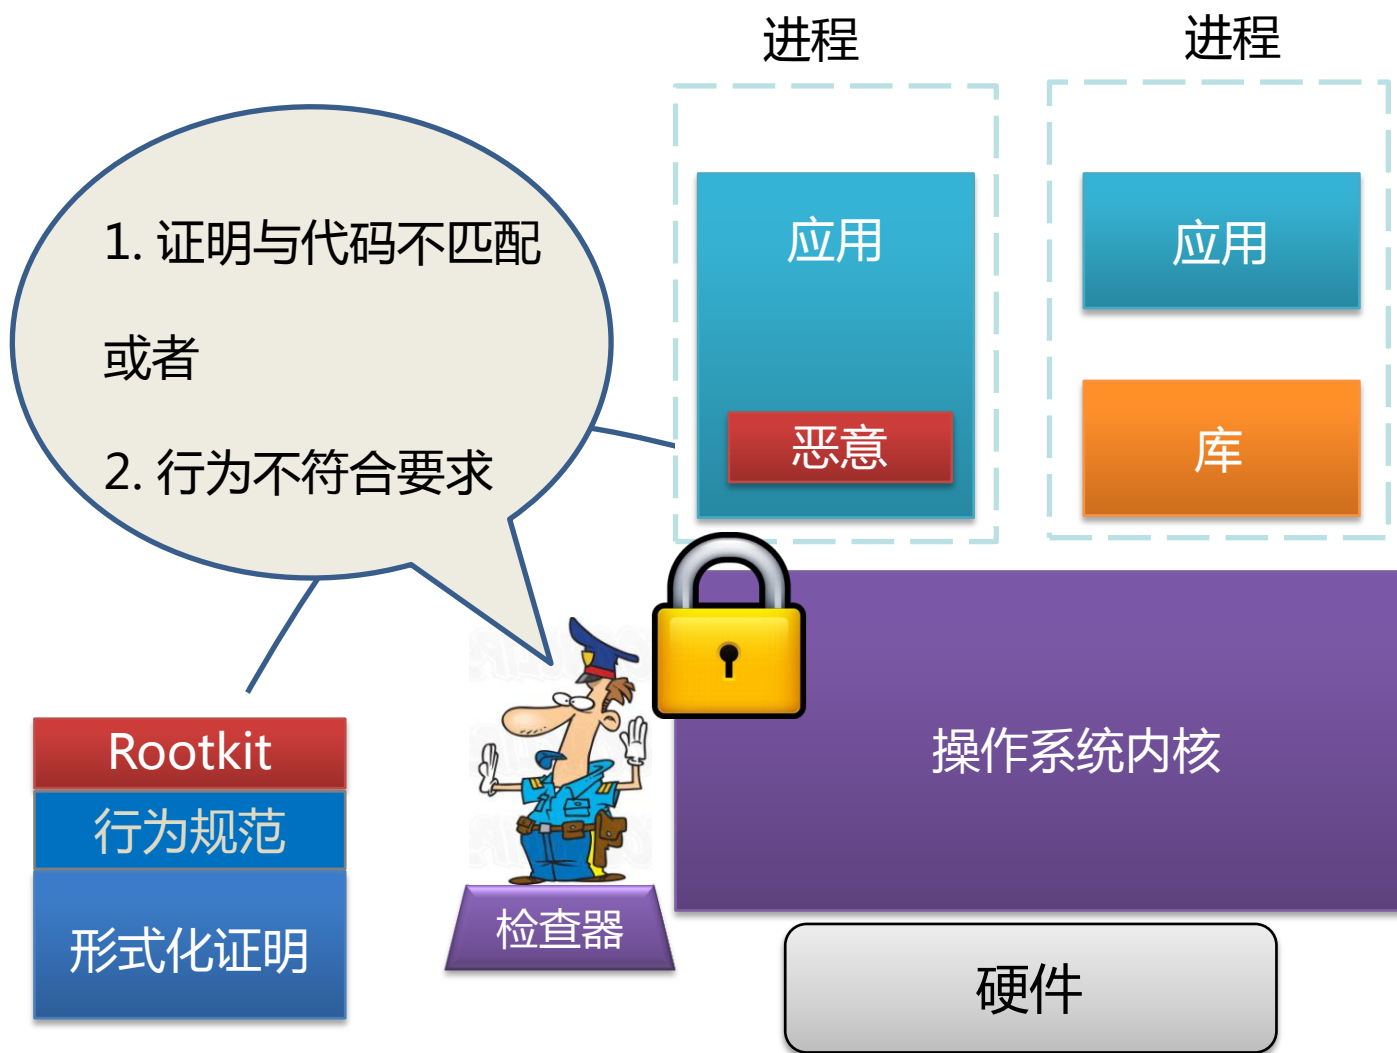 进程
进程
1. 证明与代码不匹配
或者
2. 行为不符合要求
应用
恶意
应用
库
操作系统内核
Rootkit
行为规范
形式化证明
检查器
硬件